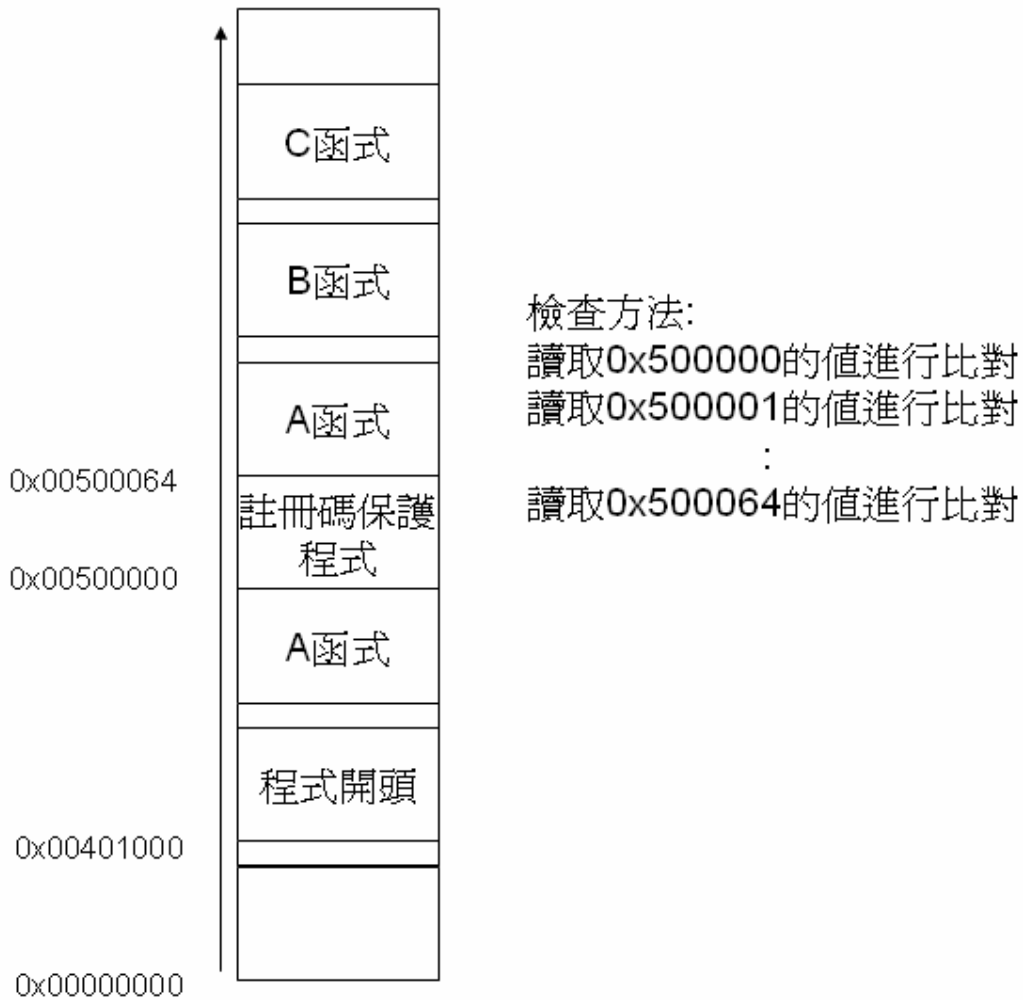 C函式
B函式
A函式
0x00500064
註冊碼保護
程式
0x00500000
A函式
程式開頭
0x00401000
0x00000000
檢查方法:
讀取0x500000的值進行比對
讀取0x500001的值進行比對
:
讀取0x500064的值進行比對